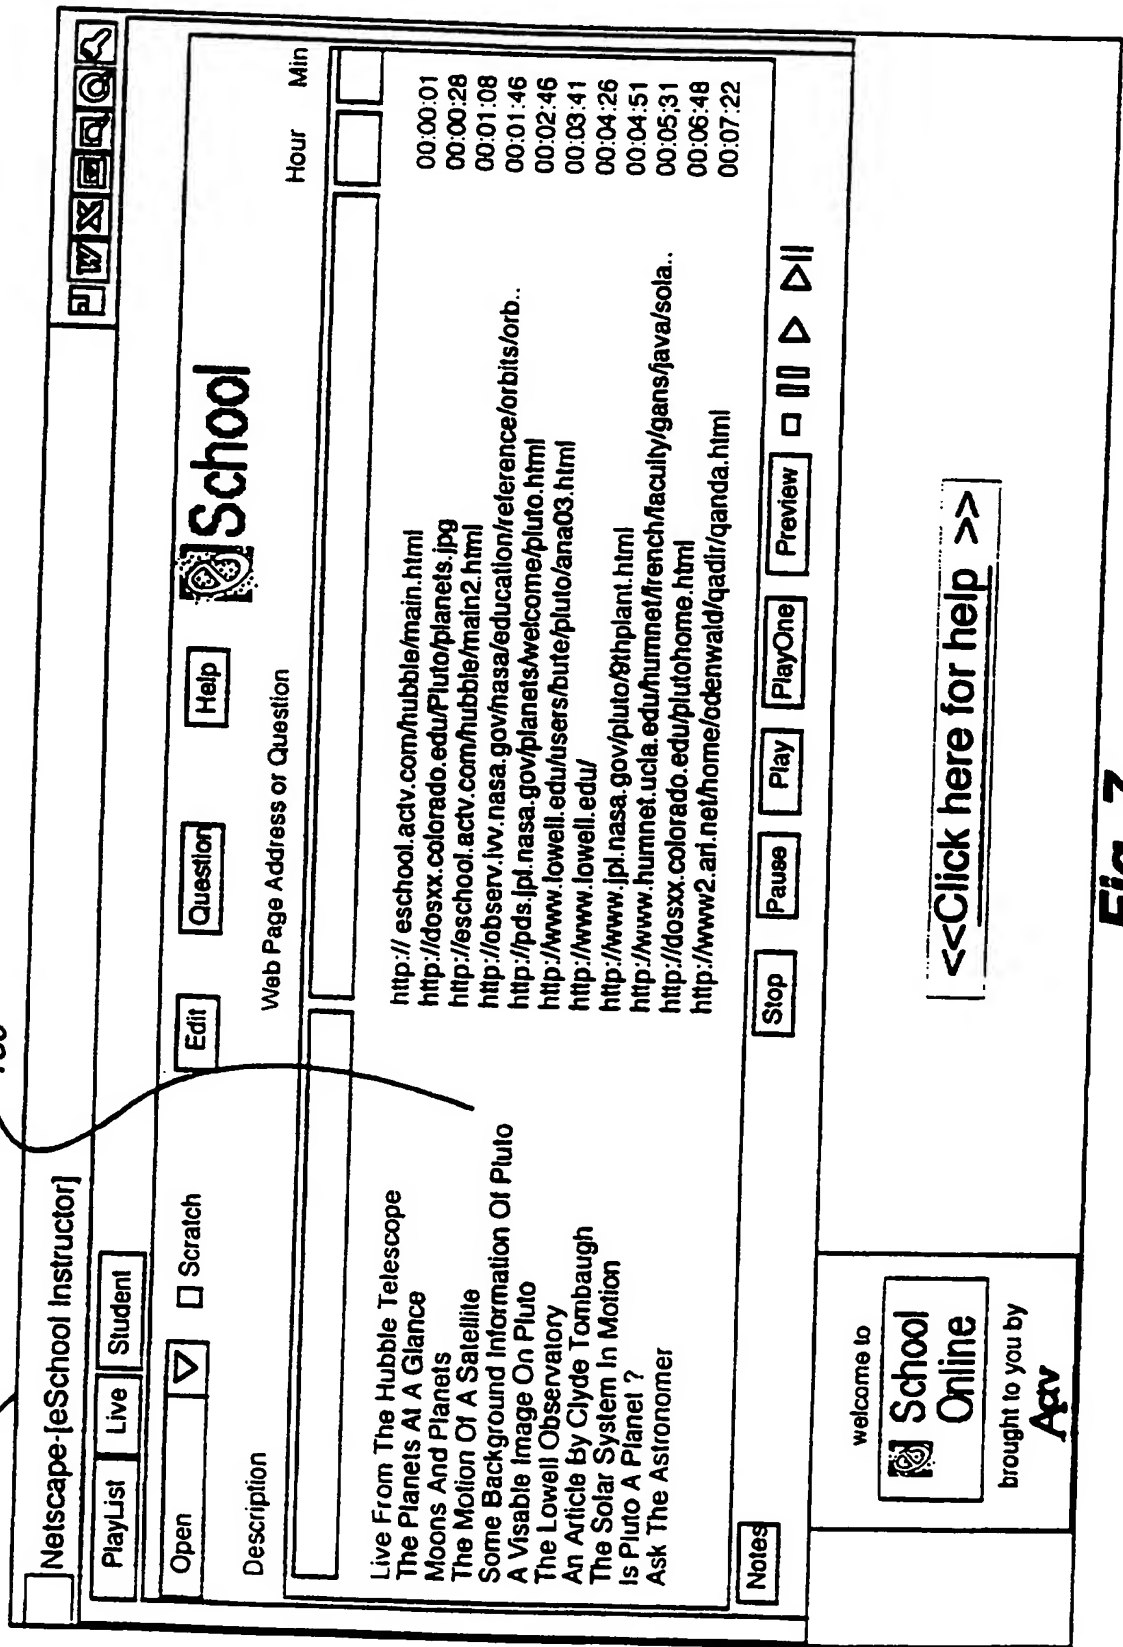 Netscape-[eSchool Instructor]
PlayList Live Student
Open Scratch Edit Question Help School
Description Web Page Address or Question Hour Min
Live From The Hubble Telescope http:// eschool.actv.com/hubble/main.html 00:00:01
The Planets At A Glance http://dosxx.colorado.edu/Pluto/planets.jpg 00:00:28
Moons And Planets http://eschool.actv.com/hubble/main2.html 00:01:08
The Motion Of A Satellite http://observ.ivv.nasa.gov/nasa/education/reference/orbits/orb.. 00:01:46
Some Background Information Of Pluto http://pds.jpl.nasa.gov/planets/welcome/pluto.html 00:02:46
A Visable Image On Pluto http://www.lowell.edu/users/bute/pluto/ana03.html 00:03:41
The Lowell Observatory http://www.lowell.edu/ 00:04:26
An Article By Clyde Tombaugh http://www.jpl.nasa.gov/pluto/9thplant.html 00:04:51
The Solar System In Motion http://www.humnet.ucla.edu/humnet/french/faculty/gans/java/sola.. 00:05;31
Is Pluto A Planet ? http://dosxx.colorado.edu/plutohome.html 00:06:48
Ask The Astronomer http://www2.ari.net/home/odenwald/qadir/qanda.html 00:07:22
Notes Stop Pause Play PlayOne Preview
welcome to
School
Online
brought to you by
Actv
<<Click here for help >>
Fig. 7